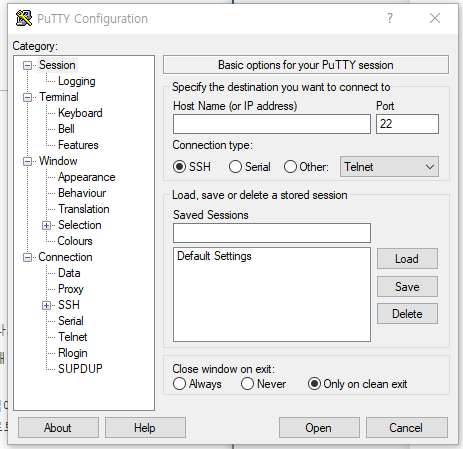 PuTTY Configuration
?
Category:
Session
Logging
Terminal
Keyboard
Bell
Features
Window
Appearance
Behaviour
Translation
Selection
Colours
Connection
Data
Proxy
SSH
Serial
Telnet
Rlogin
SUPDUP
Basic options for your PuTTY session
Specify the destination you want to connect to
Host Name (or IP address) Port
22
Connection type:
SSH Serial Other: Telnet
Load, save or delete a stored session
Saved Sessions
Default Settings
Load
Save
Delete
Close window on exit:
Always Never Only on clean exit
About Help Open Cancel